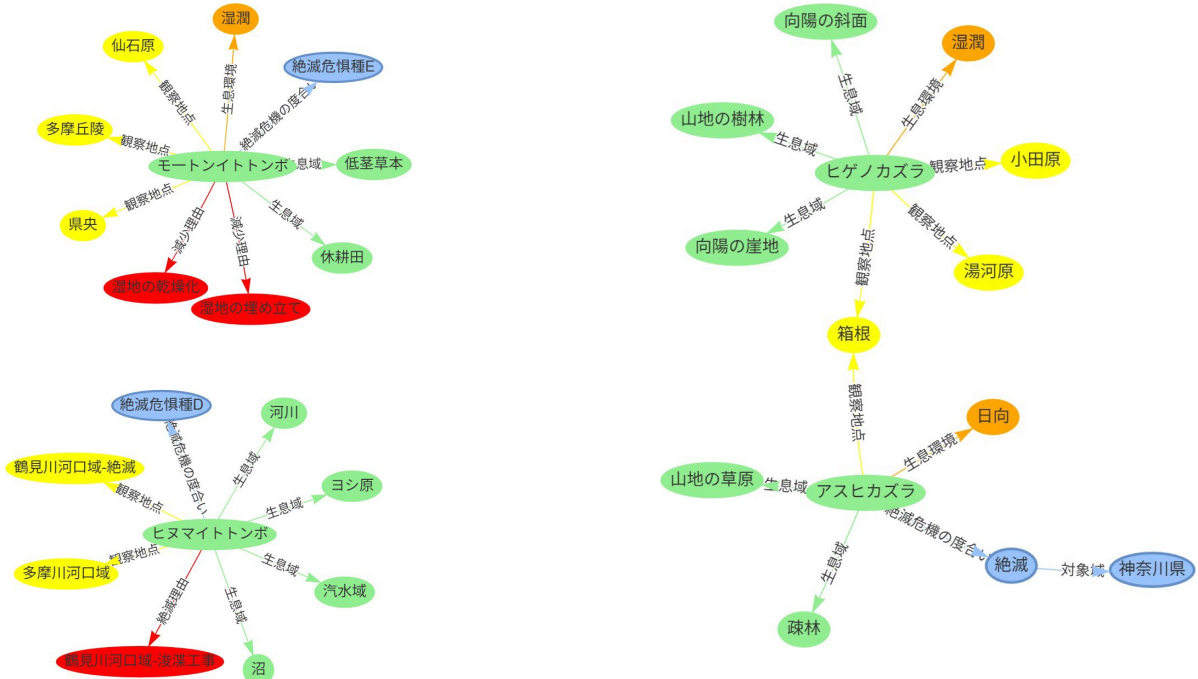 湿潤
仙石原
絶滅危惧種E
多摩丘陵
観察地点
生息環境
絶滅危機の度合い
観察地点
モートンイトトンボ
生息域
低茎草本
観察地点
県央
減少理由
減少理由
生息域
休耕田
湿地の乾燥化
湿地の埋め立て
向陽の斜面
湿潤
生息域
生息環境
山地の樹林
生息域
ヒゲノカズラ
観察地点
小田原
生息域
向陽の崖地
観察地点
観察地点
湯河原
箱根
絶滅危惧種D
河川
絶滅危機の度合い
生息域
鶴見川河口域-絶滅
観察地点
生息域
ヨシ原
ヒヌマイトトンボ
多摩川河口域
観察地点
生息域
汽水域
絶滅理由
生息域
鶴見川河口域-浚渫工事
沼
観察地点
日向
生息環境
山地の草原
生息域
アスヒカズラ
絶滅危機の度合い
絶滅
対象域
神奈川県
生息域
疎林